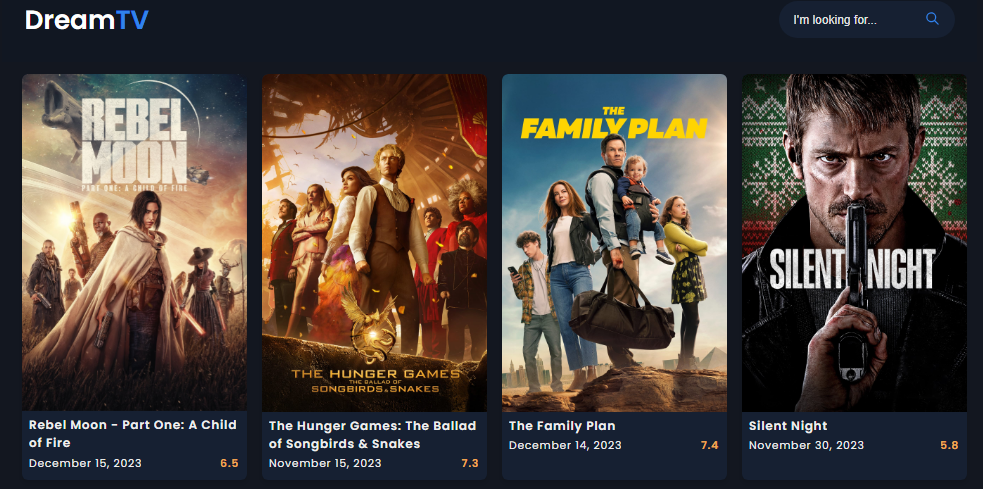 DreamTV
I'm looking for...
REBEL
MOON
PART ONE: A CHILD OF FIRE
THE HUNGER GAMES
THE BALLAD OF
SONGBIRDS & SNAKES
THE
FAMILY PLAN
SILENT NIGHT
Rebel Moon - Part One: A Child
of Fire
December 15, 2023
6.5
The Hunger Games: The Ballad
of Songbirds & Snakes
November 15, 2023
7.3
The Family Plan
December 14, 2023
7.4
Silent Night
November 30, 2023
5.8